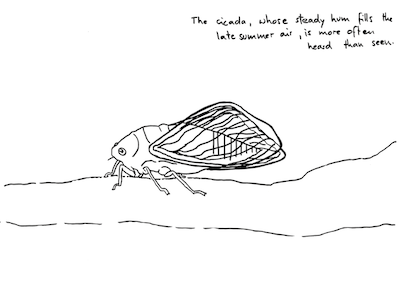 The cicada, whose steady hum fills the
late summer air, is more often
heard than seen.